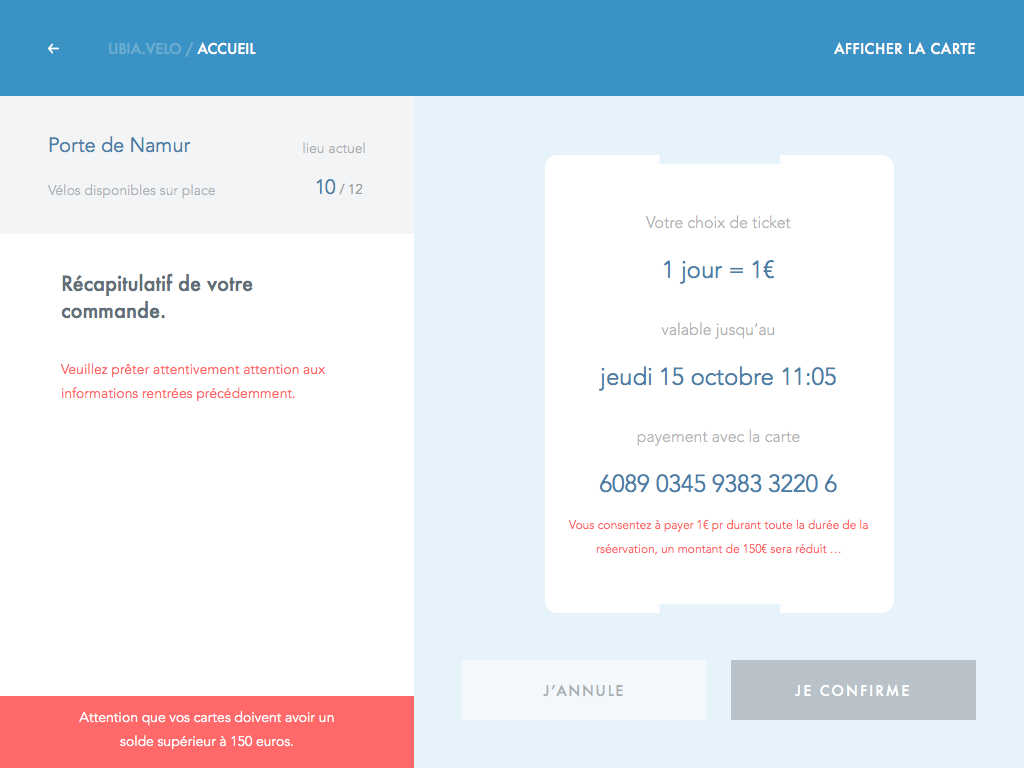 LIBIA.VELO / ACCUEIL
AFFICHER LA CARTE
Porte de Namur
lieu actuel
Vélos disponibles sur place
10 / 12
Récapitulatif de votre
commande.
Veuillez prêter attentivement attention aux
informations rentrées précédemment.
Attention que vos cartes doivent avoir un
solde supérieur à 150 euros.
Votre choix de ticket
1 jour = 1€
valable jusqu’au
jeudi 15 octobre 11:05
payement avec la carte
6089 0345 9383 3220 6
Vous consentez à payer 1€ pr durant toute la durée de la
rséervation, un montant de 150€ sera réduit …
J’ANNULE
JE CONFIRME